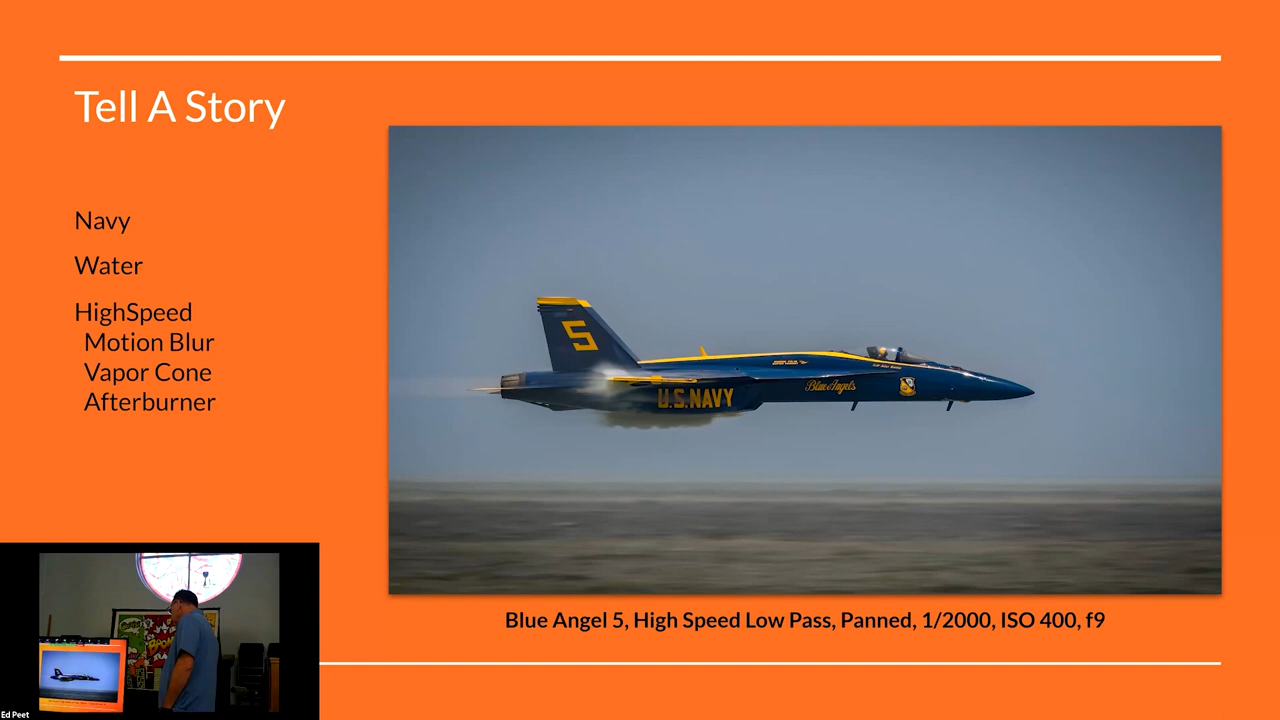 Tell A Story
Navy
Water
HighSpeed
Motion Blur
Vapor Cone
Afterburner
5
U.S.NAVY
Blue Angels
Blue Angel 5, High Speed Low Pass, Panned, 1/2000, ISO 400, f9
Ed Peet